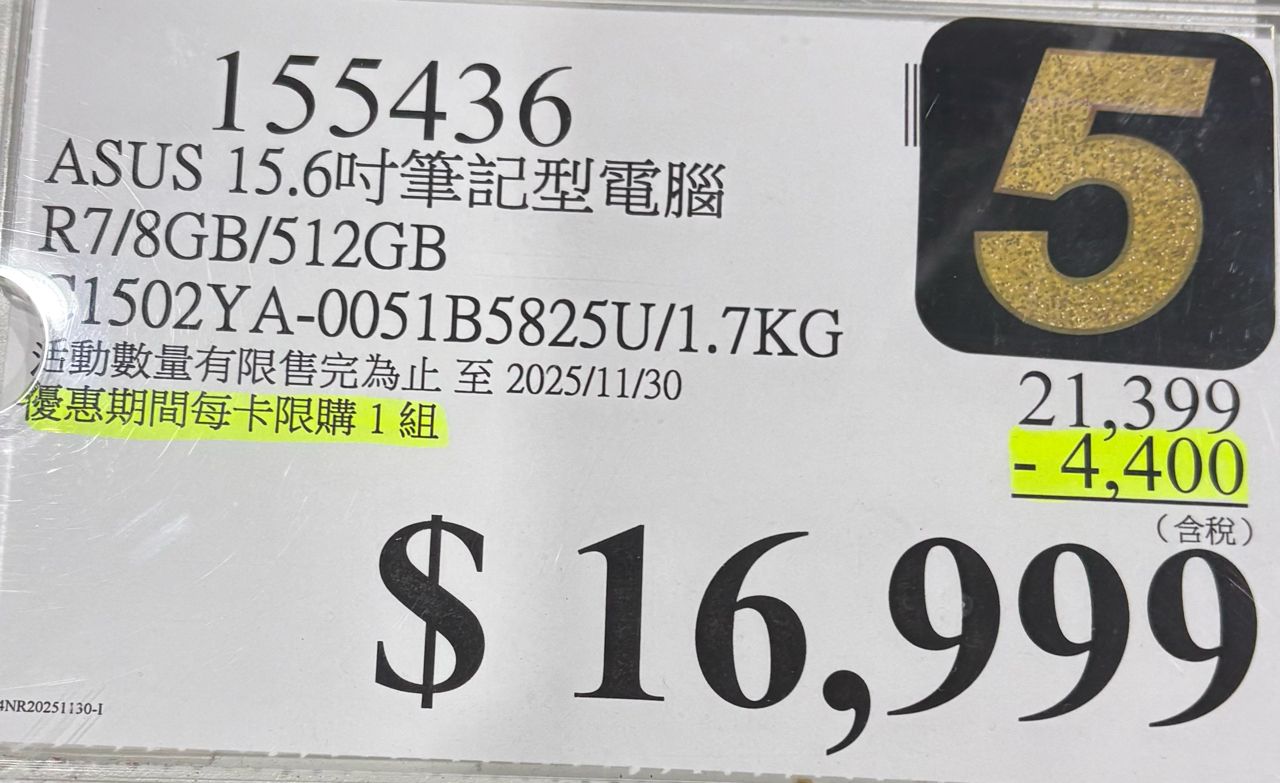 155436
5
ASUS 15.6吋筆記型電腦
R7/8GB/512GB
1502YA-0051B5825U/1.7KG
活動數量有限售完為止 至 2025/11/30
優惠期間每卡限購 1 組
21,399
- 4,400
(含稅)
$ 16,999
4NR20251130-I